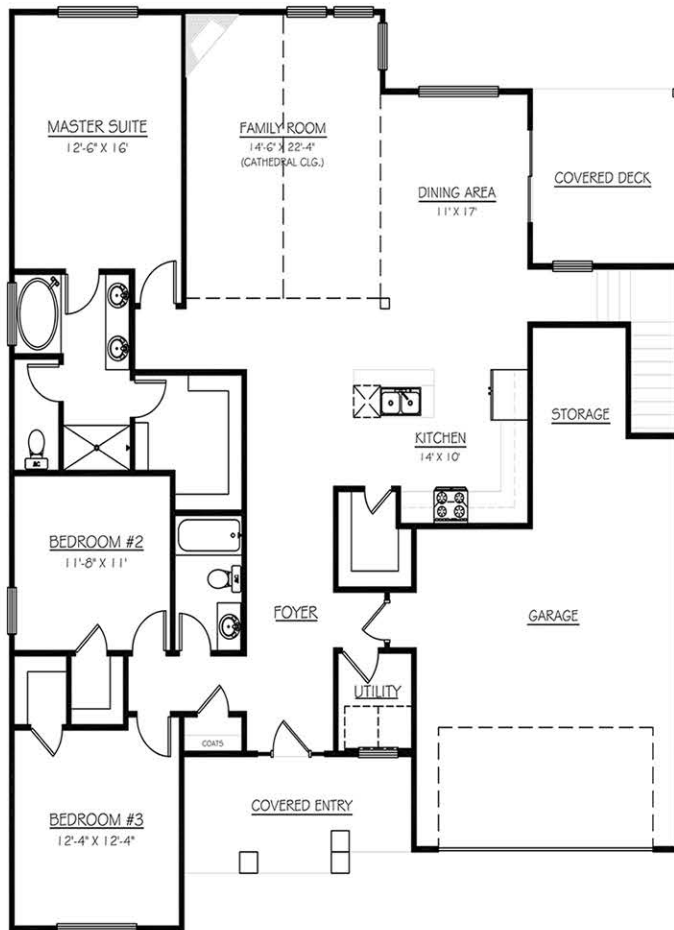 MASTER SUITE
12'-6" X 16'
FAMILY ROOM
14'-6" X 22'-4"
(CATHEDRAL CLG.)
DINING AREA
11' X 17'
COVERED DECK
STORAGE
KITCHEN
14' X 10'
BEDROOM #2
11'-8" X 11'
FOYER
GARAGE
UTILITY
COATS
COVERED ENTRY
BEDROOM #3
12'-4" X 12'-4"